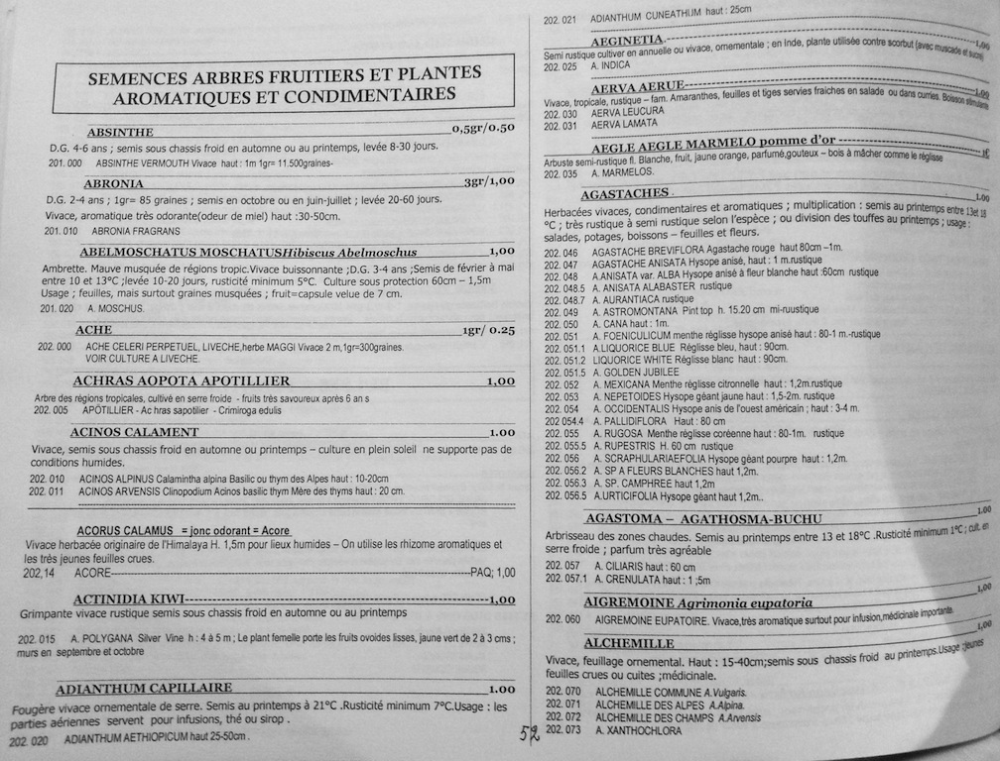 SEMENCES ARBRES FRUITIERS ET PLANTES
AROMATIQUES ET CONDIMENTAIRES
ABSINTHE 0,5gr/0.50
D.G. 4-6 ans ; semis sous chassis froid en automne ou au printemps, levée 8-30 jours.
201. 000 ABSINTHE VERMOUTH Vivace haut : 1m 1gr= 11.500graines-
ABRONIA 3gr/1,00
D.G. 2-4 ans ; 1gr= 85 graines ; semis en octobre ou en juin-juillet ; levée 20-60 jours.
Vivace, aromatique très odorante(odeur de miel) haut :30-50cm.
201. 010 ABRONIA FRAGRANS
ABELMOSCHATUS MOSCHATUS Hibiscus Abelmoschus 1,00
Ambrette. Mauve musquée de régions tropic.Vivace buissonnante ;D.G. 3-4 ans ;Semis de février à mai
entre 10 et 13°C ;levée 10-20 jours, rusticité minimum 5°C. Culture sous protection 60cm – 1,5m
Usage ; feuilles, mais surtout graines musquées ; fruit=capsule velue de 7 cm.
201. 020 A. MOSCHUS.
ACHE 1gr/ 0.25
202. 000 ACHE CELERI PERPETUEL, LIVECHE,herbe MAGGI Vivace 2 m,1gr=300graines.
VOIR CULTURE A LIVECHE.
ACHRAS AOPOTA APOTILLIER 1,00
Arbre des régions tropicales, cultivé en serre froide - fruits très savoureux après 6 an s
202. 005 APOTILLIER - Ac hras sapotilier - Crimiroga edulis
ACINOS CALAMENT 1.00
Vivace, semis sous chassis froid en automne ou printemps – culture en plein soleil ne supporte pas de
conditions humides.
202. 010 ACINOS ALPINUS Calamintha alpina Basilic ou thym des Alpes haut : 10-20cm
202. 011 ACINOS ARVENSIS Clinopodium Acinos basilic thym Mère des thyms haut : 20 cm.
ACORUS CALAMUS = jonc odorant = Acore
Vivace herbacée originaire de l'Himalaya H. 1,5m pour lieux humides – On utilise les rhizome aromatiques et
les très jeunes feuilles crues.
202,14 ACORE----------PAQ; 1,00
ACTINIDIA KIWI----------1,00
Grimpante vivace rustique semis sous chassis froid en automne ou au printemps
202. 015 A. POLYGANA Silver Vine h : 4 à 5 m ; Le plant femelle porte les fruits ovoides lisses, jaune vert de 2 à 3 cms ;
murs en septembre et octobre
ADIANTHUM CAPILLAIRE 1.00
Fougère vivace ornementale de serre. Semis au printemps à 21°C .Rusticité minimum 7°C.Usage : les
parties aériennes servent pour infusions, thé ou sirop .
202. 020 ADIANTHUM AETHIOPICUM haut 25-50cm .
202. 021 ADIANTHUM CUNEATHUM haut : 25cm
AEGINETIA.----------1,00
Semi rustique cultiver en annuelle ou vivace, ornementale ; en Inde, plante utilisée contre scorbut (avec muscade et sucre)
202. 025 A. INDICA
AERVA AERUE----------1.00
Vivace, tropicale, rustique – fam. Amaranthes, feuilles et tiges servies fraiches en salade ou dans curries. Boisson stimulante
202. 030 AERVA LEUCURA
202. 031 AERVA LAMATA
AEGLE AEGLE MARMELO pomme d'or ----------
Arbuste semi-rustique fl. Blanche, fruit, jaune orange, parfumé,gouteux – bois à mâcher comme le réglisse
202. 035 A. MARMELOS.
AGASTACHES . 1.00
Herbacées vivaces, condimentaires et aromatiques ; multiplication : semis au printemps entre 13et 18
°C ; très rustique à semi rustique selon l'espèce ; ou division des touffes au printemps ; usage :
salades, potages, boissons – feuilles et fleurs.
202. 046 AGASTACHE BREVIFLORA Agastache rouge haut 80cm –1m.
202. 047 AGASTACHE ANISATA Hysope anisé, haut : 1 m.rustique
202. 048 A.ANISATA var. ALBA Hysope anisé à fleur blanche haut :60cm rustique
202. 048.5 A. ANISATA ALABASTER rustique
202. 048.7 A. AURANTIACA rustique
202. 049 A. ASTROMONTANA Pint top h. 15.20 cm mi-ruustique
202. 050 A. CANA haut : 1m.
202. 051 A. FOENICULICUM menthe réglisse hysope anisé haut : 80-1 m.-rustique
202. 051.1 A.LIQUORICE BLUE Réglisse bleu, haut : 90cm.
202. 051.2 LIQUORICE WHITE Réglisse blanc haut : 90cm.
202. 051.5 A. GOLDEN JUBILEE
202. 052 A. MEXICANA Menthe réglisse citronnelle haut : 1,2m.rustique
202. 053 A. NEPETOIDES Hysope géant jaune haut : 1,5-2m. rustique
202. 054 A. OCCIDENTALIS Hysope anis de l'ouest américain ; haut : 3-4 m.
202 054.4 A. PALLIDIFLORA Haut : 80 cm
202. 055 A. RUGOSA Menthe réglisse coréenne haut : 80-1m. rustique
202. 055.5 A. RUPESTRIS H. 60 cm rustique
202. 056 A. SCRAPHULARIAEFOLIA Hysope géant pourpre haut : 1,2m.
202. 056.2 A. SP A FLEURS BLANCHES haut 1,2m.
202. 056.3 A. SP. CAMPHREE haut 1,2m
202. 056.5 A.URTICIFOLIA Hysope géant haut 1,2m..
AGASTOMA – AGATHOSMA-BUCHU 1.00
Arbrisseau des zones chaudes. Semis au printemps entre 13 et 18°C .Rusticité minimum 1°C ; cult. en
serre froide ; parfum très agréable
202. 057 A. CILIARIS haut : 60 cm
202. 057.1 A. CRENULATA haut : 1 ;5m
AIGREMOINE Agrimonia eupatoria 1,00
202. 060 AIGREMOINE EUPATOIRE. Vivace,très aromatique surtout pour infusion,médicinale importante.
ALCHEMILLE 1,00
Vivace, feuillage ornemental. Haut : 15-40cm;semis sous chassis froid au printemps.Usage :jeunes
feuilles crues ou cuites ;médicinale.
202. 070 ALCHEMILLE COMMUNE A.Vulgaris.
202. 071 ALCHEMILLE DES ALPES A.Alpina.
202. 072 ALCHEMILLE DES CHAMPS A.Arvensis
202. 073 A. XANTHOCHLORA
52